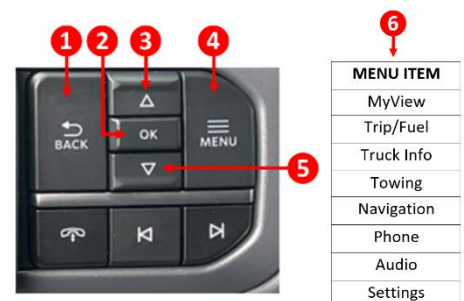 1
2
3
4
5
6
BACK
OK
MENU
MENU ITEM
MyView
Trip/Fuel
Truck Info
Towing
Navigation
Phone
Audio
Settings